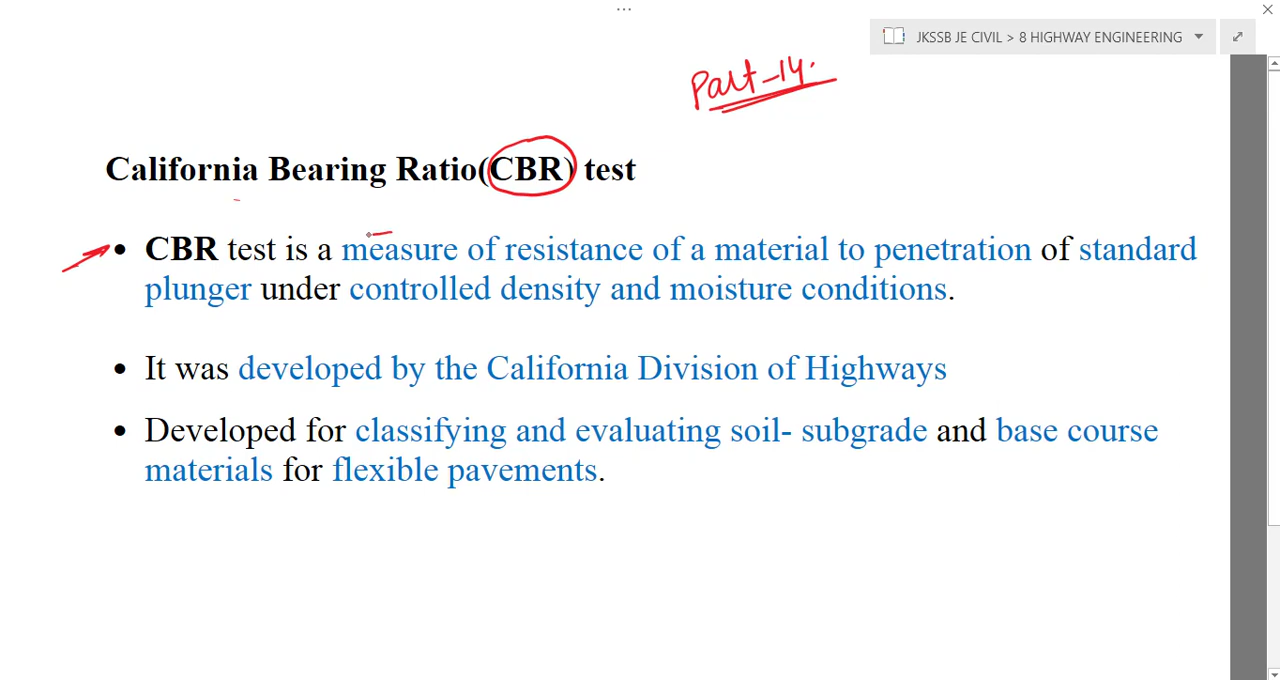 JKSSB JE CIVIL > 8 HIGHWAY ENGINEERING
Part-14.
California Bearing Ratio(CBR) test
• CBR test is a measure of resistance of a material to penetration of standard
plunger under controlled density and moisture conditions.
• It was developed by the California Division of Highways
• Developed for classifying and evaluating soil- subgrade and base course
materials for flexible pavements.